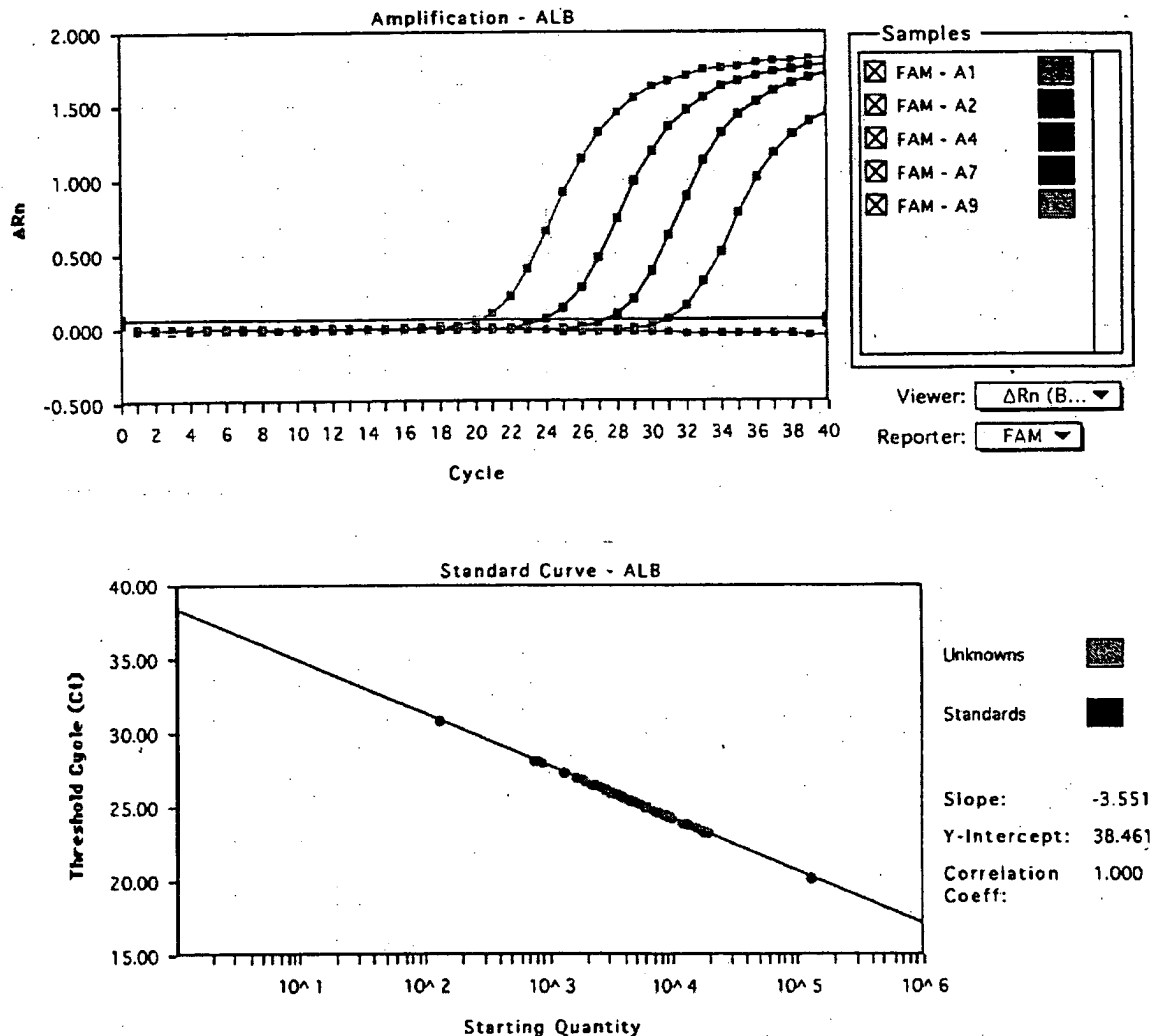 Amplification - ALB
2.000
1.500
1.000
0.500
0.000
-0.500
ΔRn
0 2 4 6 8 10 12 14 16 18 20 22 24 26 28 30 32 34 36 38 40
Cycle
Samples
FAM - A1
FAM - A2
FAM - A4
FAM - A7
FAM - A9
Viewer: ΔRn (B... ▼
Reporter: FAM ▼
Standard Curve - ALB
40.00
35.00
30.00
25.00
20.00
15.00
Threshold Cycle (Ct)
10^1 10^2 10^3 10^4 10^5 10^6
Starting Quantity
Unknowns
Standards
Slope: -3.551
Y-Intercept: 38.461
Correlation 1.000
Coeff: